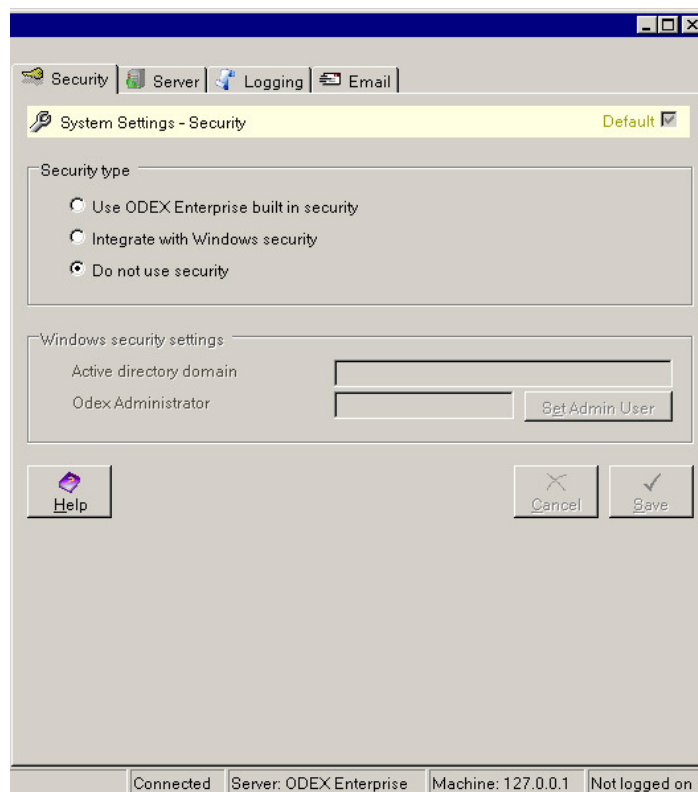 Security Server Logging Email
System Settings - Security Default
Security type
Use ODEX Enterprise built in security
Integrate with Windows security
Do not use security
Windows security settings
Active directory domain
Odex Administrator Set Admin User
Help Cancel Save
Connected Server: ODEX Enterprise Machine: 127.0.0.1 Not logged on